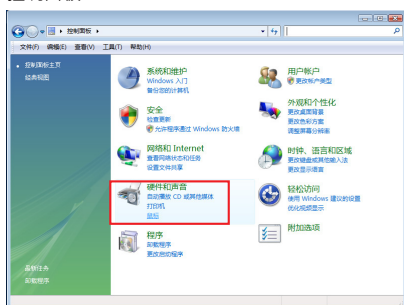 控制面板
文件(F) 编辑(E) 查看(V) 工具(T) 帮助(H)
控制面板主页
经典视图
系统和维护
Windows 入门
备份您的计算机
安全
检查更新
允许程序通过 Windows 防火墙
网络和 Internet
查看网络状态和任务
设置文件共享
硬件和声音
自动播放 CD 或其他媒体
打印机
鼠标
程序
卸载程序
更改启动程序
用户帐户
更改帐户类型
外观和个性化
更改桌面背景
更改色彩方案
调整屏幕分辨率
时钟、语言和区域
更改键盘或其他输入法
更改显示语言
轻松访问
使用 Windows 建议的设置
优化视频显示
附加选项
最新任务
卸载程序